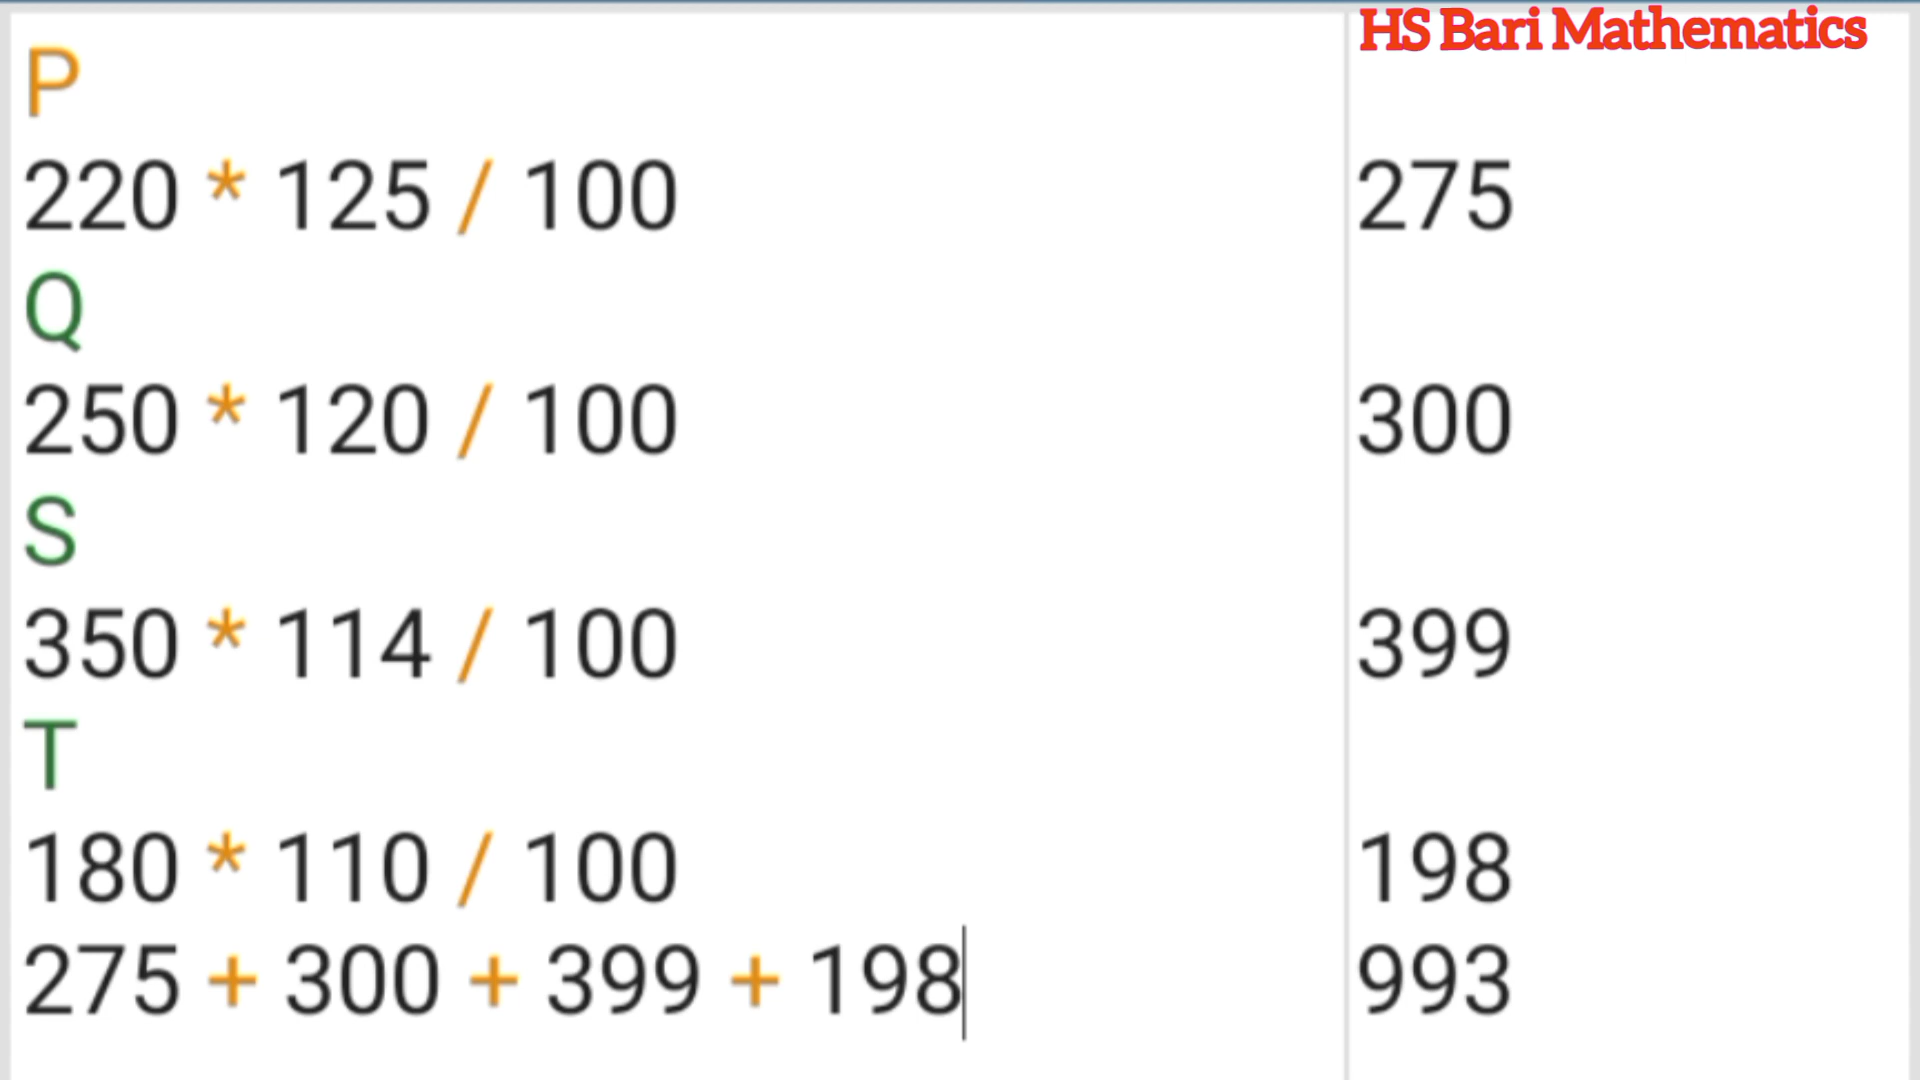 HS Bari Mathematics
P
220 * 125 / 100 275
Q
250 * 120 / 100 300
S
350 * 114 / 100 399
T
180 * 110 / 100 198
275 + 300 + 399 + 198 993